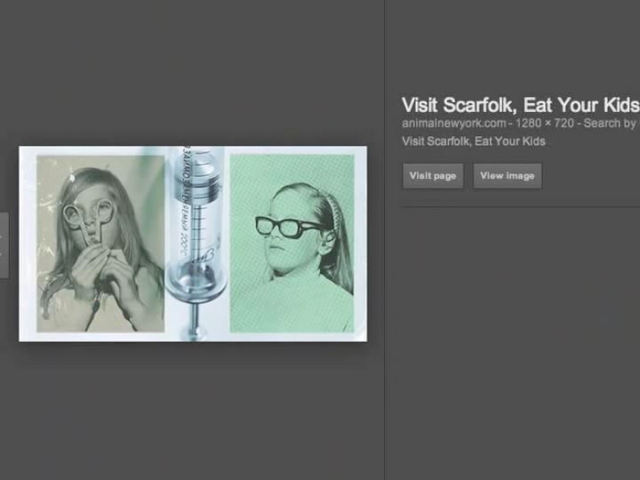 Visit Scarfolk, Eat Your Kids
animalnewyork.com - 1280 × 720 - Search by
Visit Scarfolk, Eat Your Kids
Visit page
View image